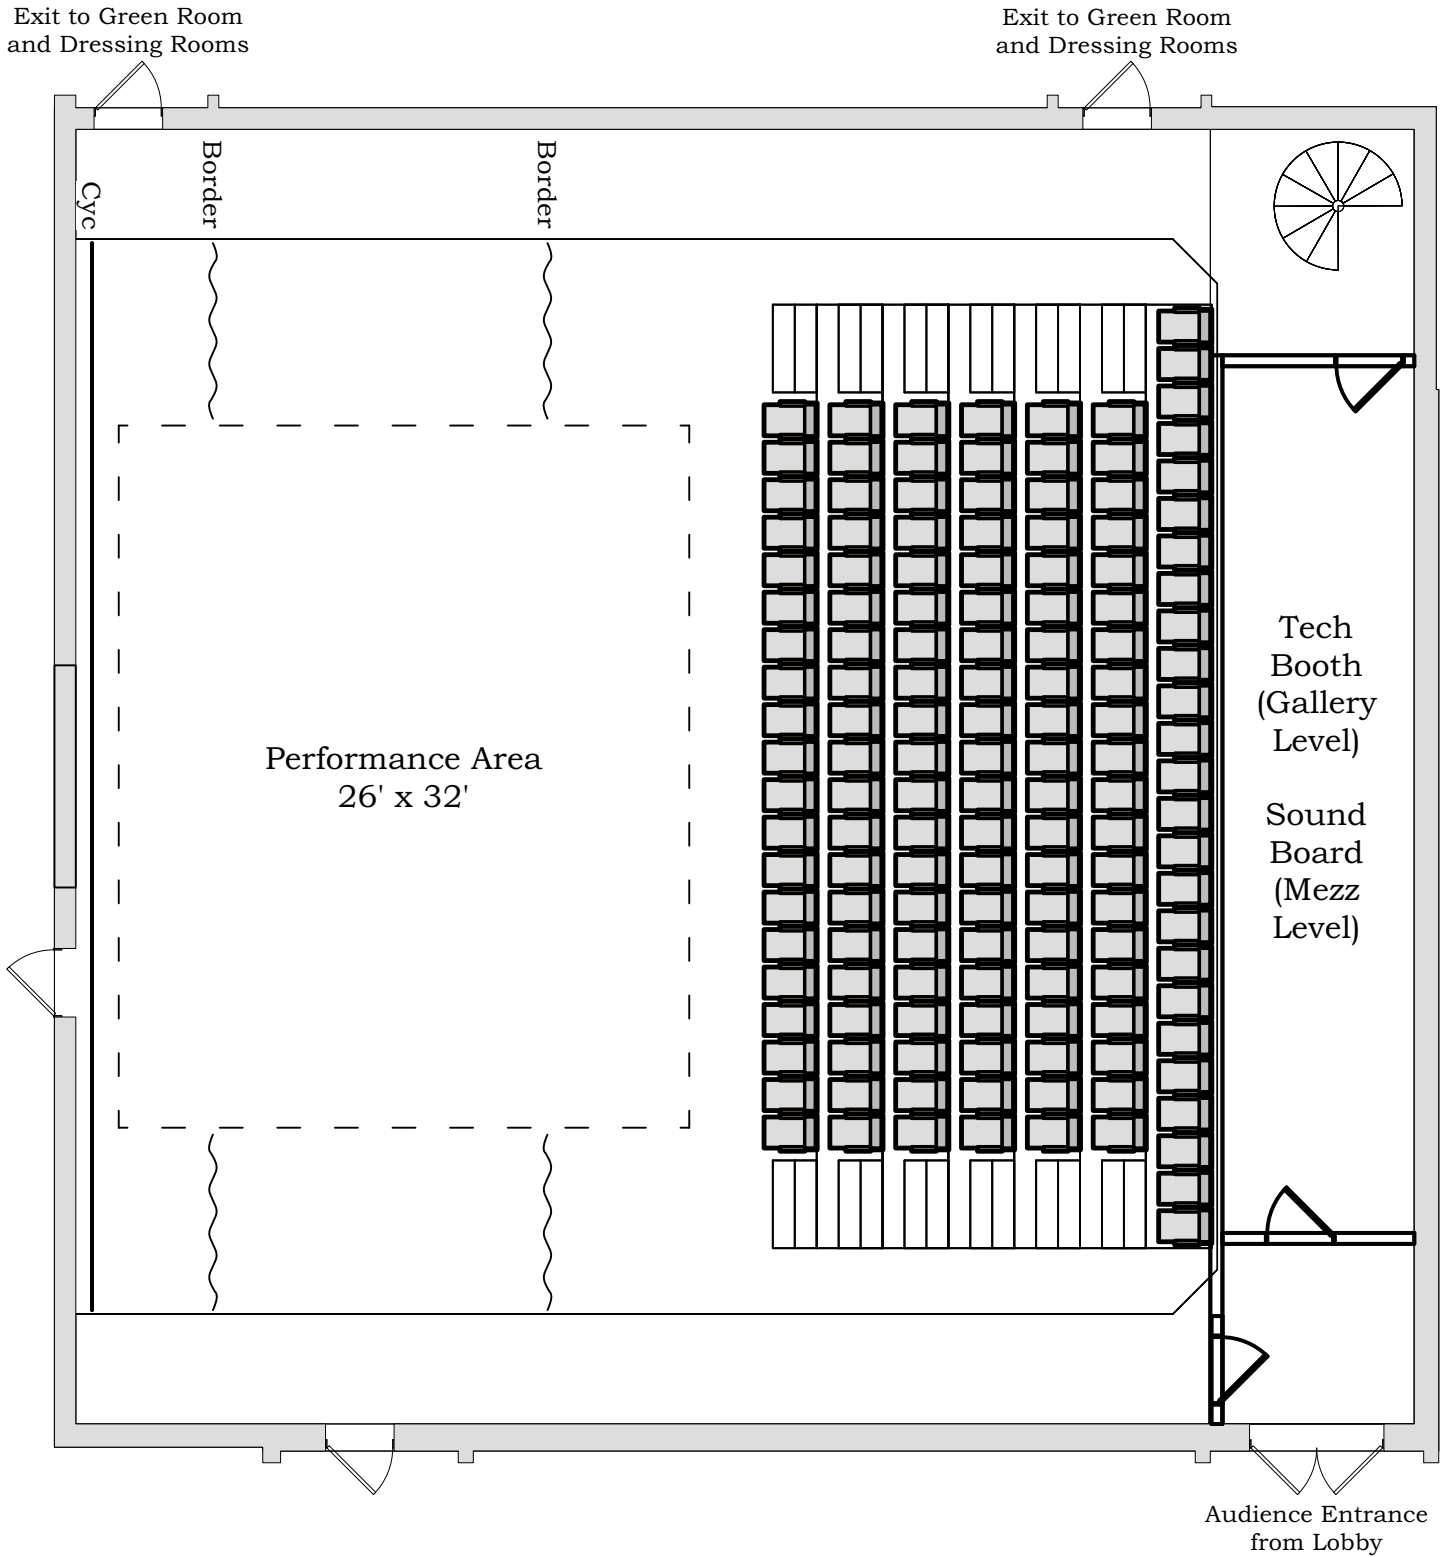 Exit to Green Room
and Dressing Rooms
Exit to Green Room
and Dressing Rooms
Cyc
Border
Border
Performance Area
26' x 32'
Tech
Booth
(Gallery
Level)
Sound
Board
(Mezz
Level)
Audience Entrance
from Lobby